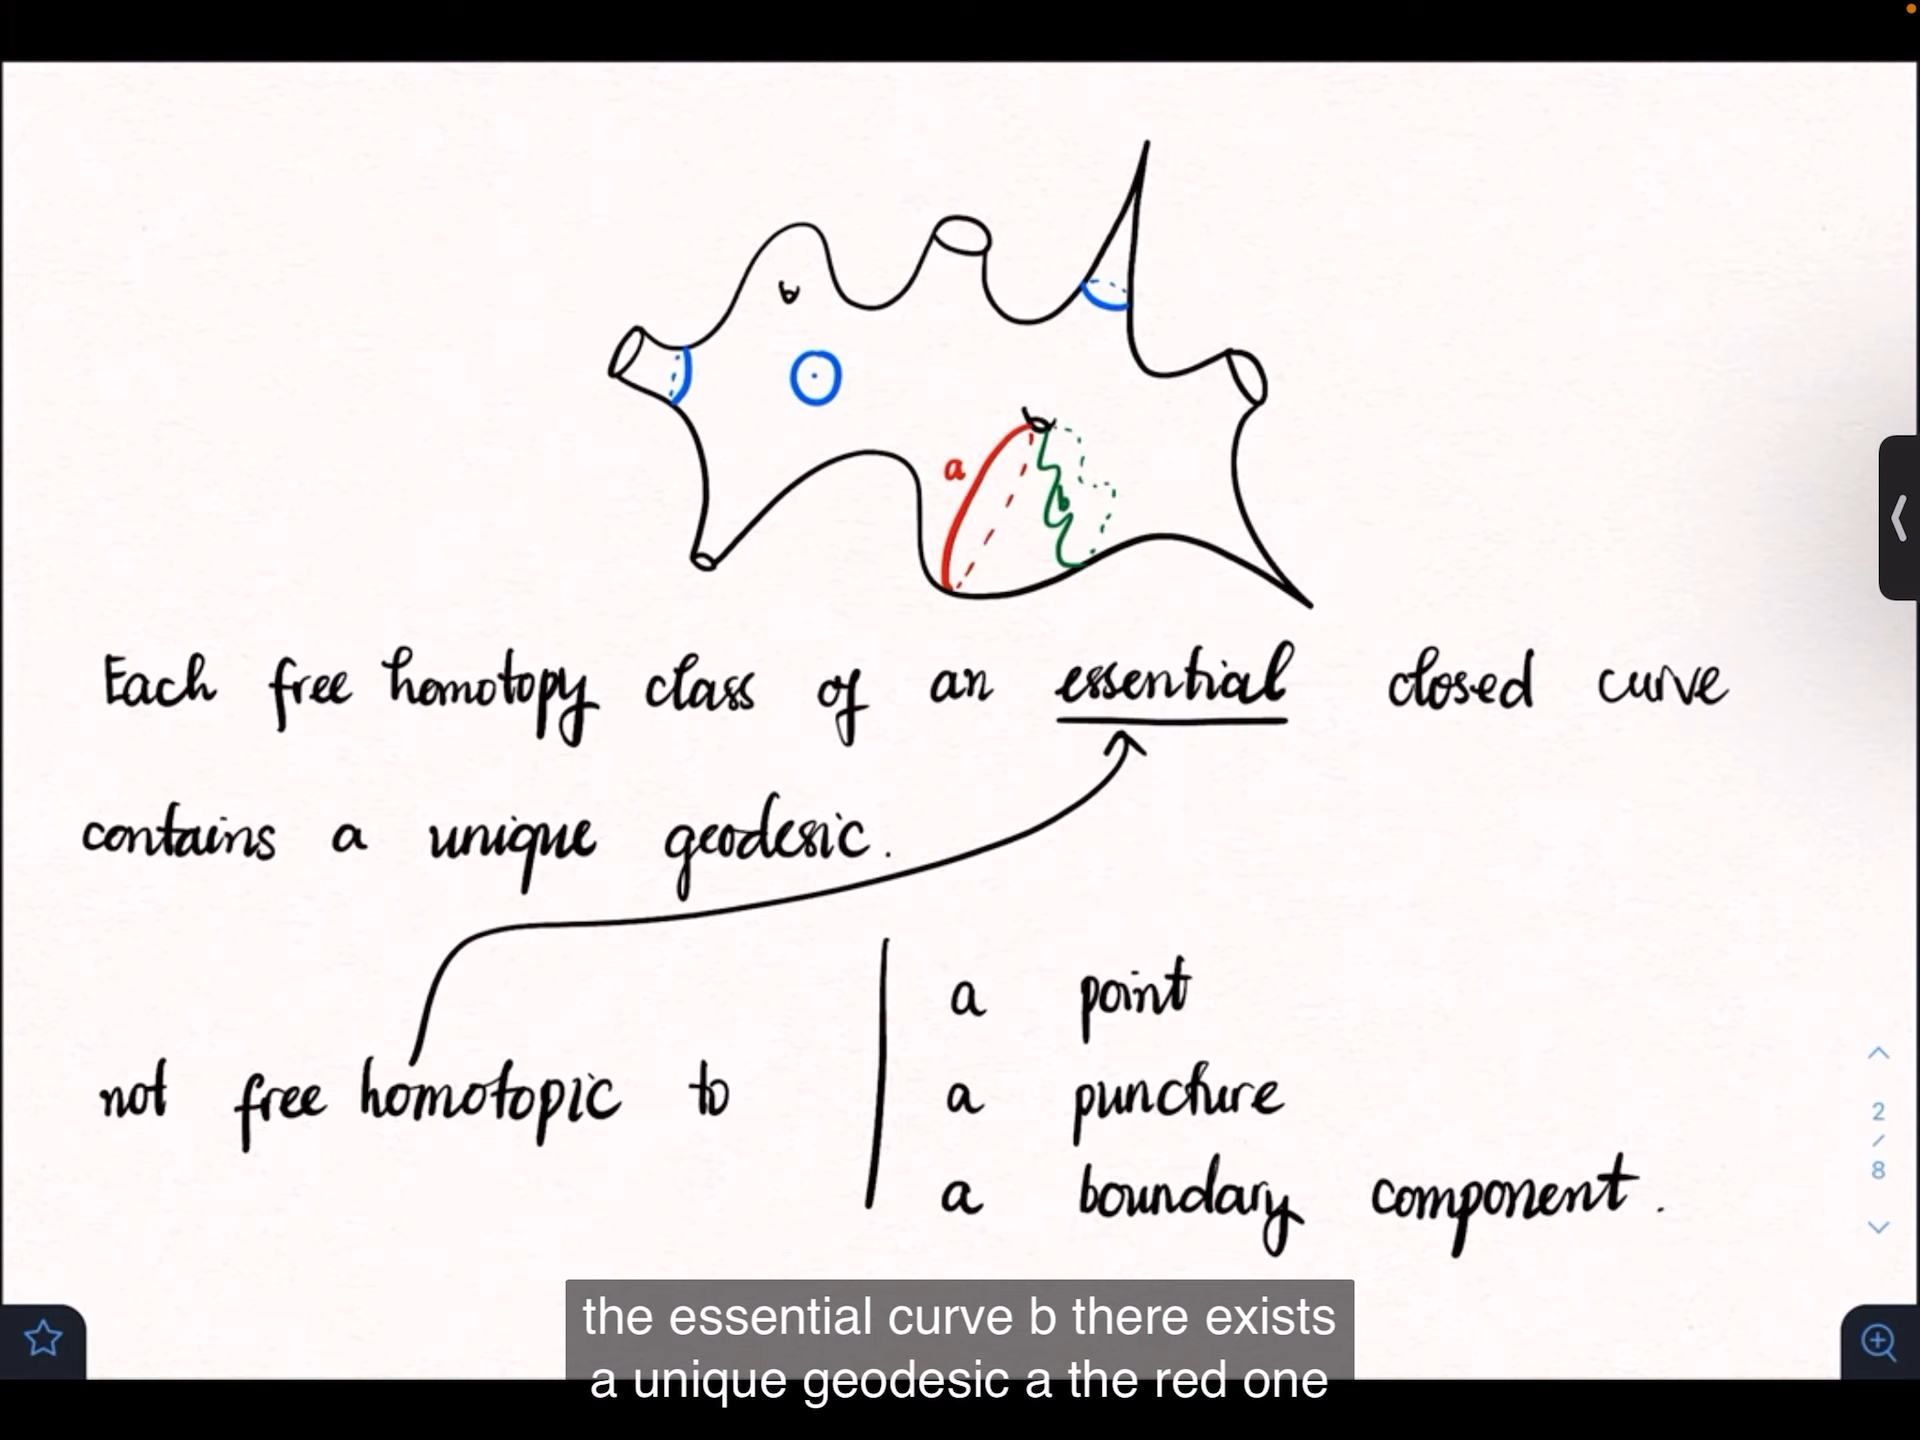 a
b
Each free homotopy class of an essential closed curve
contains a unique geodesic.
not free homotopic to
a point
a puncture
a boundary component.
2
/
8
the essential curve b there exists
a unique geodesic a the red one